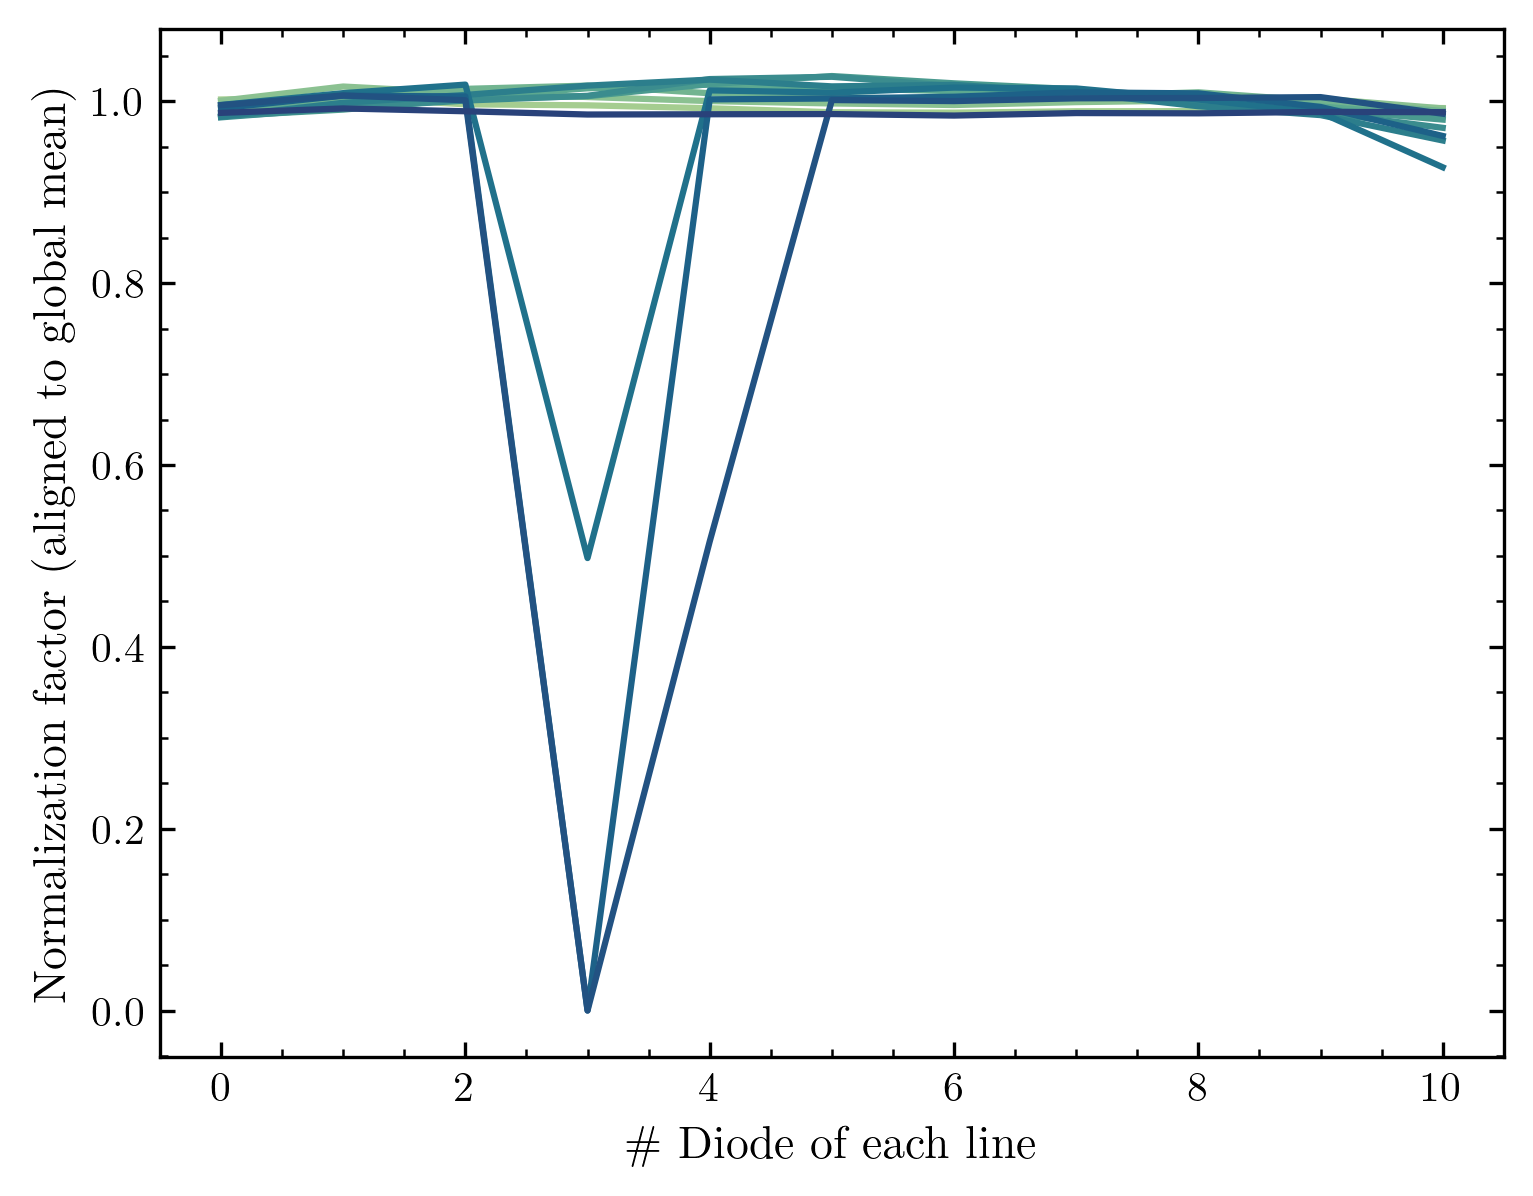 Normalization factor (aligned to global mean)
1.0
0.8
0.6
0.4
0.2
0.0
0 2 4 6 8 10
# Diode of each line